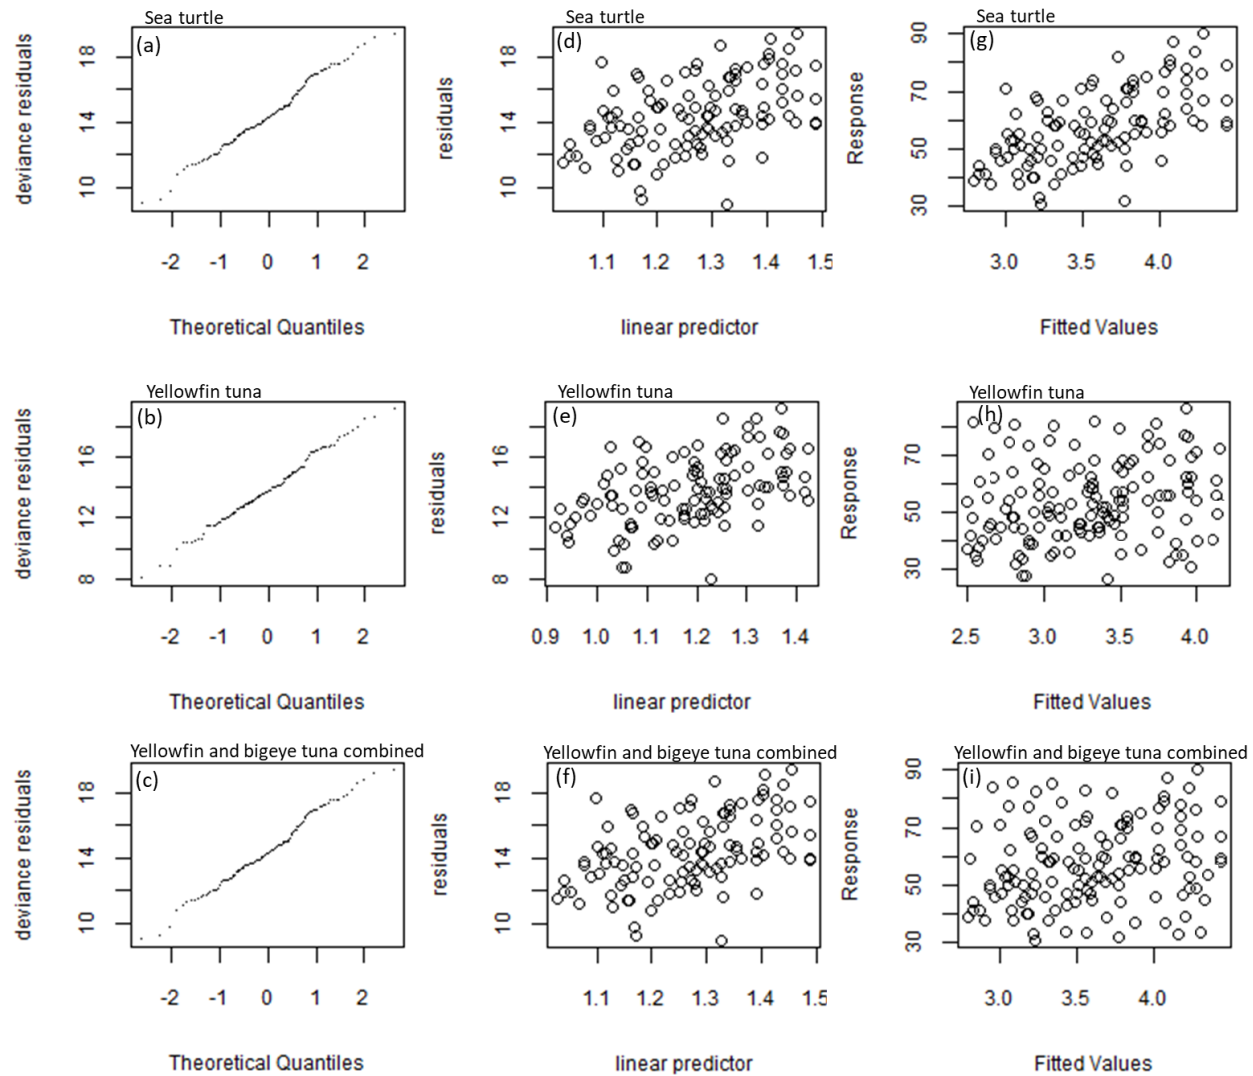 Sea turtle
(a)
deviance residuals
18
14
10
-2 -1 0 1 2
Theoretical Quantiles
Sea turtle
(d)
residuals
18
14
10
1.1 1.2 1.3 1.4 1.5
linear predictor
Sea turtle
(g)
Response
90
70
50
30
3.0 3.5 4.0
Fitted Values
Yellowfin tuna
(b)
deviance residuals
16
12
8
-2 -1 0 1 2
Theoretical Quantiles
Yellowfin tuna
(e)
residuals
16
12
8
0.9 1.0 1.1 1.2 1.3 1.4
linear predictor
Yellowfin tuna
(h)
Response
70
50
30
2.5 3.0 3.5 4.0
Fitted Values
Yellowfin and bigeye tuna combined
(c)
deviance residuals
18
14
10
-2 -1 0 1 2
Theoretical Quantiles
Yellowfin and bigeye tuna combined
(f)
residuals
18
14
10
1.1 1.2 1.3 1.4 1.5
linear predictor
Yellowfin and bigeye tuna combined
(i)
Response
90
70
50
30
3.0 3.5 4.0
Fitted Values